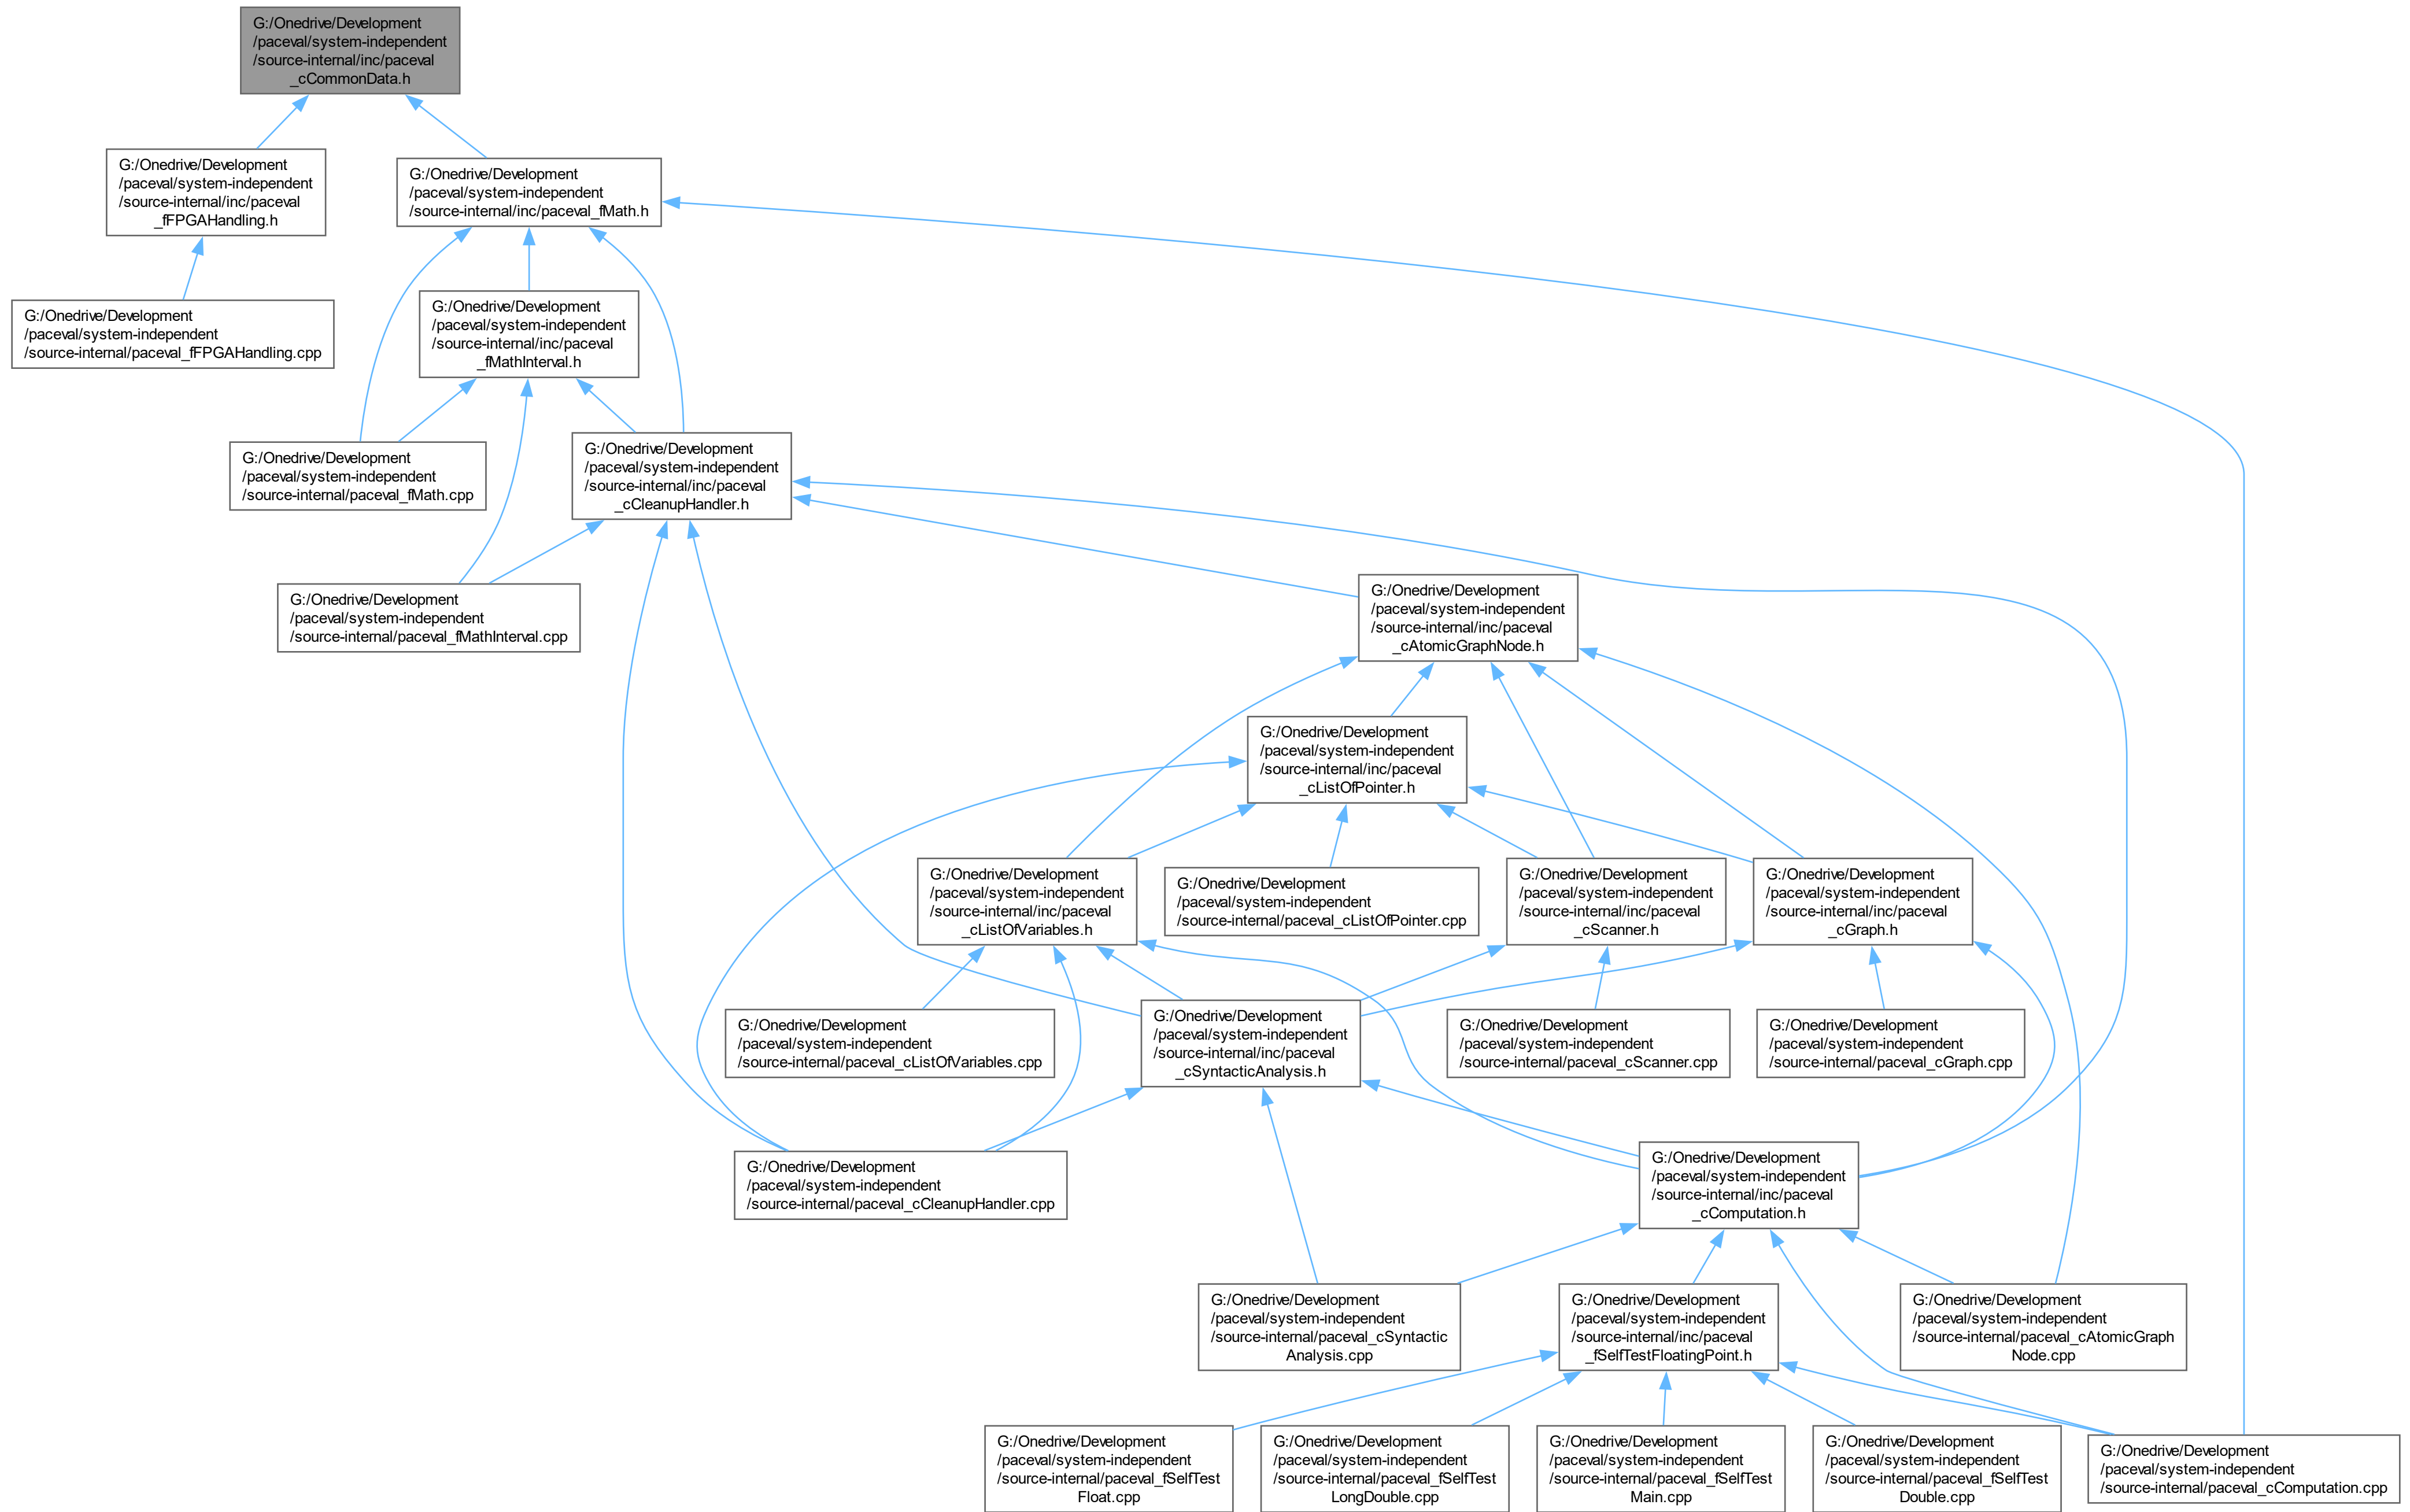 G:/Onedrive/Development
/paceval/system-independent
/source-internal/inc/paceval
_cCommonData.h
G:/Onedrive/Development
/paceval/system-independent
/source-internal/inc/paceval
_fFPGAHandling.h
G:/Onedrive/Development
/paceval/system-independent
/source-internal/inc/paceval_fMath.h
G:/Onedrive/Development
/paceval/system-independent
/source-internal/paceval_fFPGAHandling.cpp
G:/Onedrive/Development
/paceval/system-independent
/source-internal/inc/paceval
_fMathInterval.h
G:/Onedrive/Development
/paceval/system-independent
/source-internal/paceval_fMath.cpp
G:/Onedrive/Development
/paceval/system-independent
/source-internal/inc/paceval
_cCleanupHandler.h
G:/Onedrive/Development
/paceval/system-independent
/source-internal/paceval_fMathInterval.cpp
G:/Onedrive/Development
/paceval/system-independent
/source-internal/inc/paceval
_cAtomicGraphNode.h
G:/Onedrive/Development
/paceval/system-independent
/source-internal/inc/paceval
_cListOfPointer.h
G:/Onedrive/Development
/paceval/system-independent
/source-internal/inc/paceval
_cListOfVariables.h
G:/Onedrive/Development
/paceval/system-independent
/source-internal/paceval_cListOfPointer.cpp
G:/Onedrive/Development
/paceval/system-independent
/source-internal/inc/paceval
_cScanner.h
G:/Onedrive/Development
/paceval/system-independent
/source-internal/inc/paceval
_cGraph.h
G:/Onedrive/Development
/paceval/system-independent
/source-internal/paceval_cListOfVariables.cpp
G:/Onedrive/Development
/paceval/system-independent
/source-internal/inc/paceval
_cSyntacticAnalysis.h
G:/Onedrive/Development
/paceval/system-independent
/source-internal/paceval_cScanner.cpp
G:/Onedrive/Development
/paceval/system-independent
/source-internal/paceval_cGraph.cpp
G:/Onedrive/Development
/paceval/system-independent
/source-internal/paceval_cCleanupHandler.cpp
G:/Onedrive/Development
/paceval/system-independent
/source-internal/inc/paceval
_cComputation.h
G:/Onedrive/Development
/paceval/system-independent
/source-internal/paceval_cSyntactic
Analysis.cpp
G:/Onedrive/Development
/paceval/system-independent
/source-internal/inc/paceval
_fSelfTestFloatingPoint.h
G:/Onedrive/Development
/paceval/system-independent
/source-internal/paceval_cAtomicGraph
Node.cpp
G:/Onedrive/Development
/paceval/system-independent
/source-internal/paceval_fSelfTest
Float.cpp
G:/Onedrive/Development
/paceval/system-independent
/source-internal/paceval_fSelfTest
LongDouble.cpp
G:/Onedrive/Development
/paceval/system-independent
/source-internal/paceval_fSelfTest
Main.cpp
G:/Onedrive/Development
/paceval/system-independent
/source-internal/paceval_fSelfTest
Double.cpp
G:/Onedrive/Development
/paceval/system-independent
/source-internal/paceval_cComputation.cpp